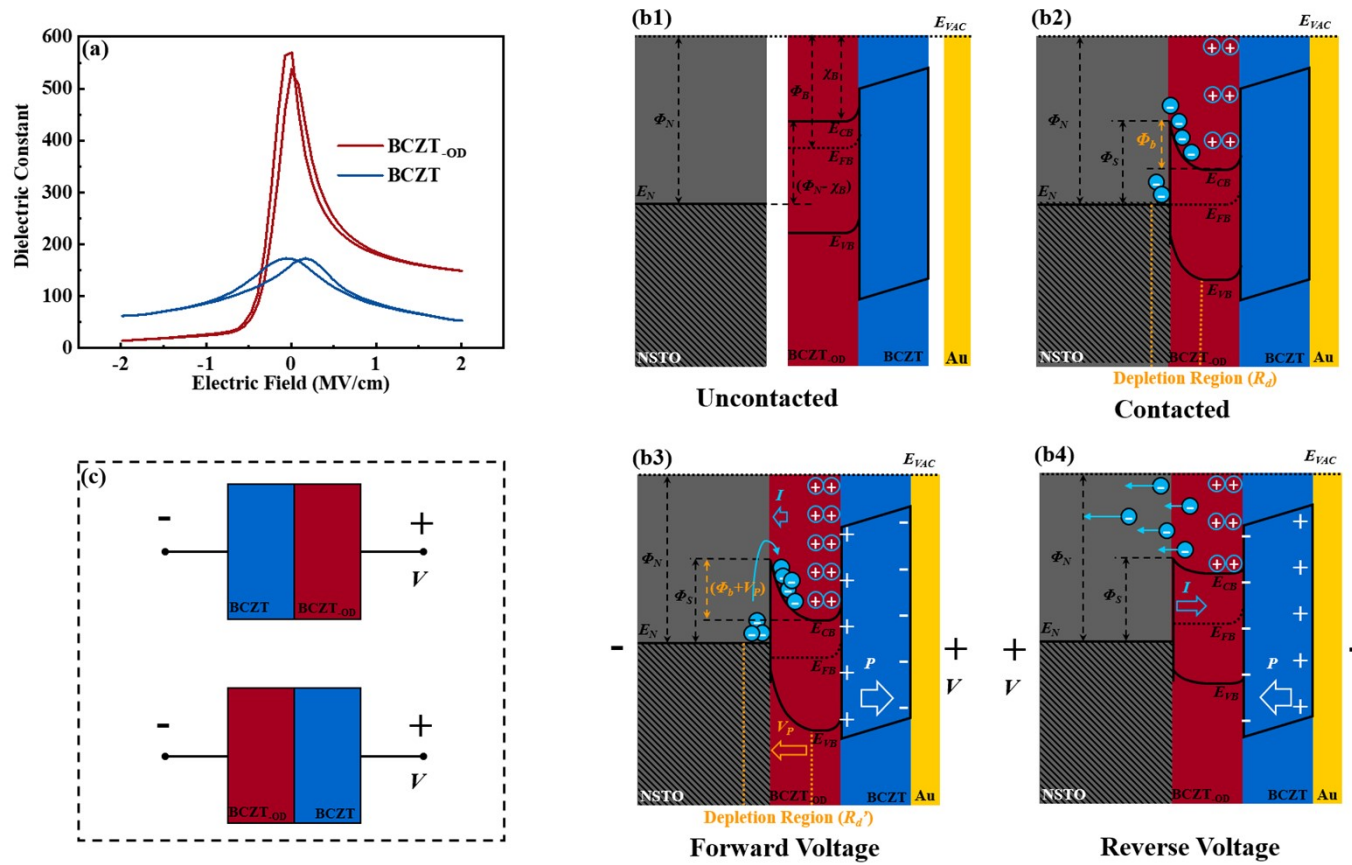 (a)
600
500
400
300
200
100
0
Dielectric Constant
-2
-1
0
1
2
Electric Field (MV/cm)
BCZT-OD
BCZT
(b1)
EVAC
ΦN
ΦB
χB
ECB
EFB
(ΦN- χB)
EN
EVB
NSTO
BCZT-OD
BCZT
Au
Uncontacted
(b2)
EVAC
ΦN
Φb
ΦS
ECB
EN
EFB
EVB
NSTO
BCZT-OD
BCZT
Au
Depletion Region (Rd)
Contacted
(c)
-
+
V
BCZT
BCZT-OD
-
+
V
BCZT-OD
BCZT
(b3)
EVAC
I
ΦN
ΦS
(Φb+VP)
ECB
EN
EFB
P
EVB
VP
-
+
V
NSTO
BCZT-OD
BCZT
Au
Depletion Region (Rd')
Forward Voltage
(b4)
EVAC
ΦN
ΦS
ECB
I
EN
EFB
P
EVB
+
V
-
NSTO
BCZT-OD
BCZT
Au
Reverse Voltage